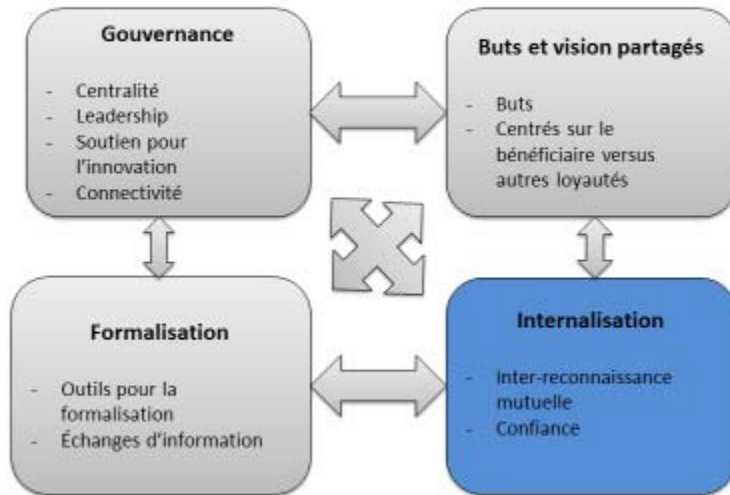 Gouvernance
- Centralité
- Leadership
- Soutien pour
l'innovation
- Connectivité
Buts et vision partagés
- Buts
- Centrés sur le
bénéficiaire versus
autres loyautés
Formalisation
- Outils pour la
formalisation
- Échanges d'information
Internalisation
- Inter-reconnaissance
mutuelle
- Confiance